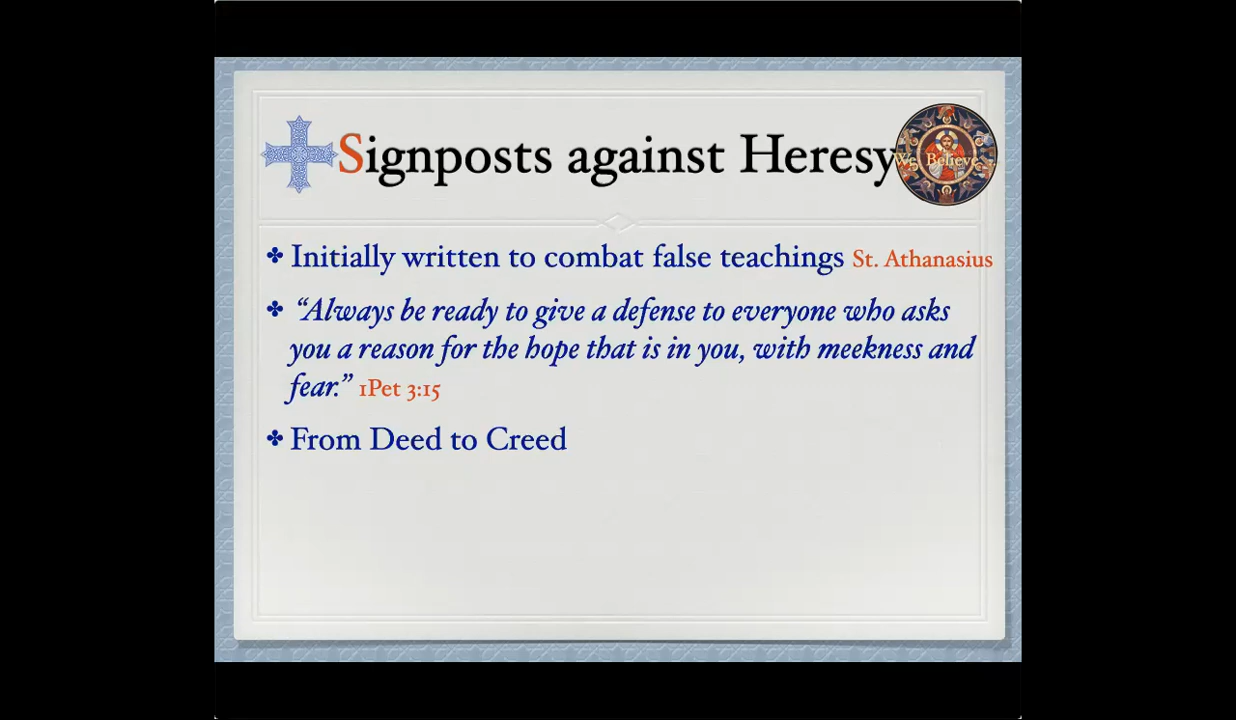 Signposts against Heresy
We Believe...
✤ Initially written to combat false teachings St. Athanasius
✤ “Always be ready to give a defense to everyone who asks
you a reason for the hope that is in you, with meekness and
fear.” 1Pet 3:15
✤ From Deed to Creed